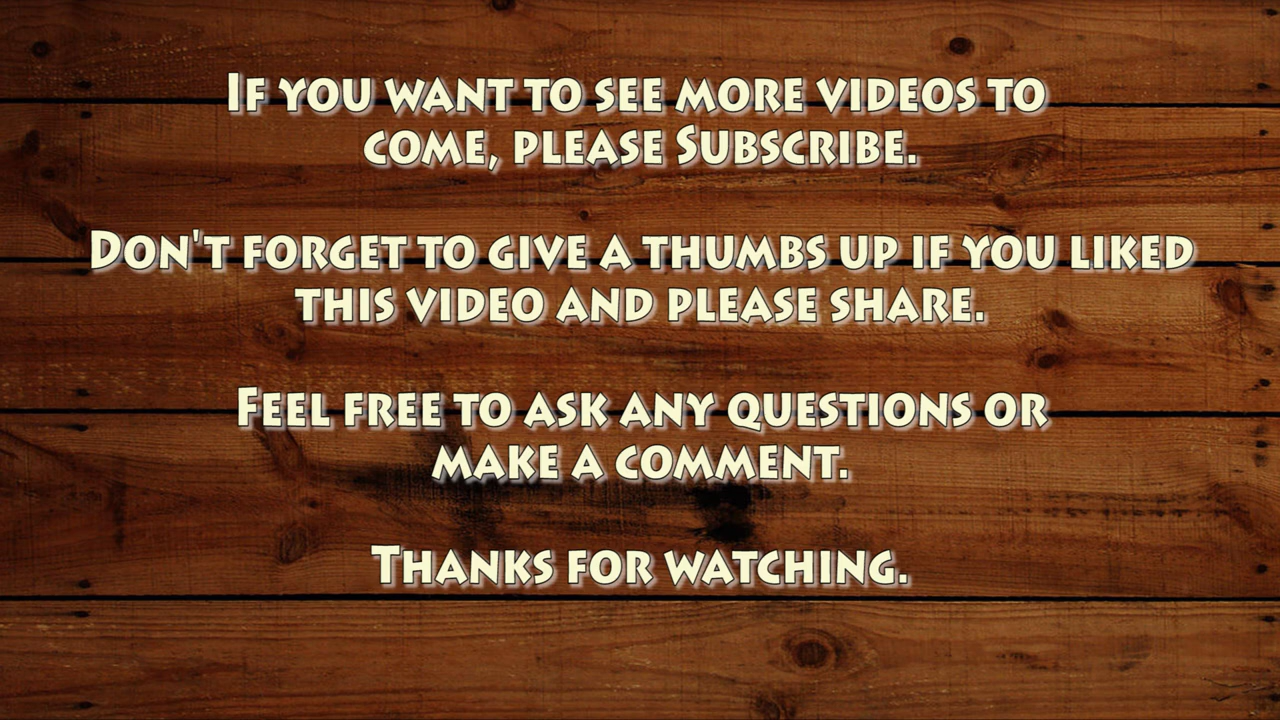 If you want to see more videos to
come, please Subscribe.
Don't forget to give a thumbs up if you liked
this video and please share.
Feel free to ask any questions or
make a comment.
Thanks for watching.